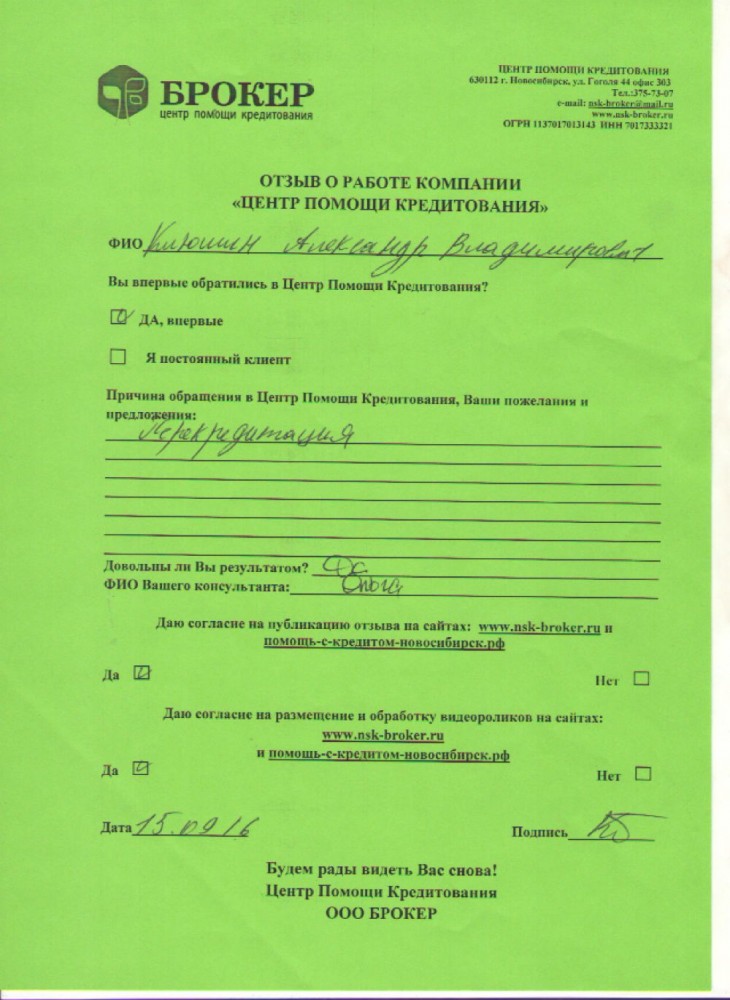 БРОКЕР
центр помощи кредитования
ЦЕНТР ПОМОЩИ КРЕДИТОВАНИЯ
630112 г. Новосибирск, ул. Гоголя 44 офис 303
Тел.:375-73-07
e-mail: nsk-broker@mail.ru
www.nsk-broker.ru
ОГРН 1137017013143 ИНН 7017333321
ОТЗЫВ О РАБОТЕ КОМПАНИИ
«ЦЕНТР ПОМОЩИ КРЕДИТОВАНИЯ»
ФИО Клюшин Александр Владимирович
Вы впервые обратились в Центр Помощи Кредитования?
ДА, впервые
Я постоянный клиент
Причина обращения в Центр Помощи Кредитования, Ваши пожелания и
предложения:
Перекредитация
Довольны ли Вы результатом? Да
ФИО Вашего консультанта: Ольга
Даю согласие на публикацию отзыва на сайтах: www.nsk-broker.ru и
помощь-с-кредитом-новосибирск.рф
Да Нет
Даю согласие на размещение и обработку видеороликов на сайтах:
www.nsk-broker.ru
и помощь-с-кредитом-новосибирск.рф
Да Нет
Дата 15.09 16 Подпись
Будем рады видеть Вас снова!
Центр Помощи Кредитования
ООО БРОКЕР